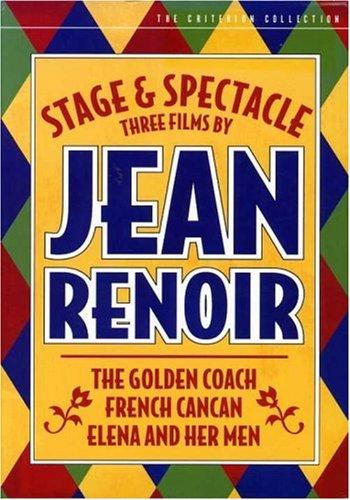 THE CRITERION COLLECTION
STAGE & SPECTACLE
THREE FILMS BY
JEAN
RENOIR
THE GOLDEN COACH
FRENCH CANCAN
ELENA AND HER MEN